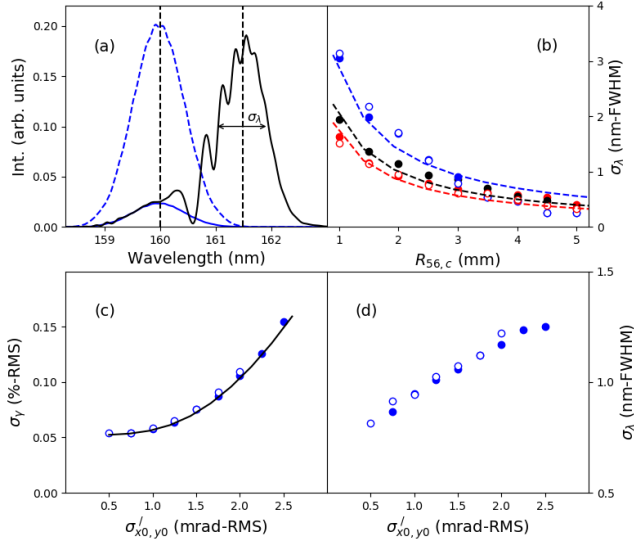 (a)
0.20
0.15
0.10
0.05
0.00
Int. (arb. units)
σλ
159 160 161 162
Wavelength (nm)
(b)
4
3
2
1
0
σλ (nm-FWHM)
1 2 3 4 5
R56,c (mm)
(c)
0.15
0.10
0.05
0.00
σγ (%-RMS)
0.5 1.0 1.5 2.0 2.5
σ′x0,y0 (mrad-RMS)
(d)
1.5
1.0
0.5
σλ (nm-FWHM)
0.5 1.0 1.5 2.0 2.5
σ′x0,y0 (mrad-RMS)